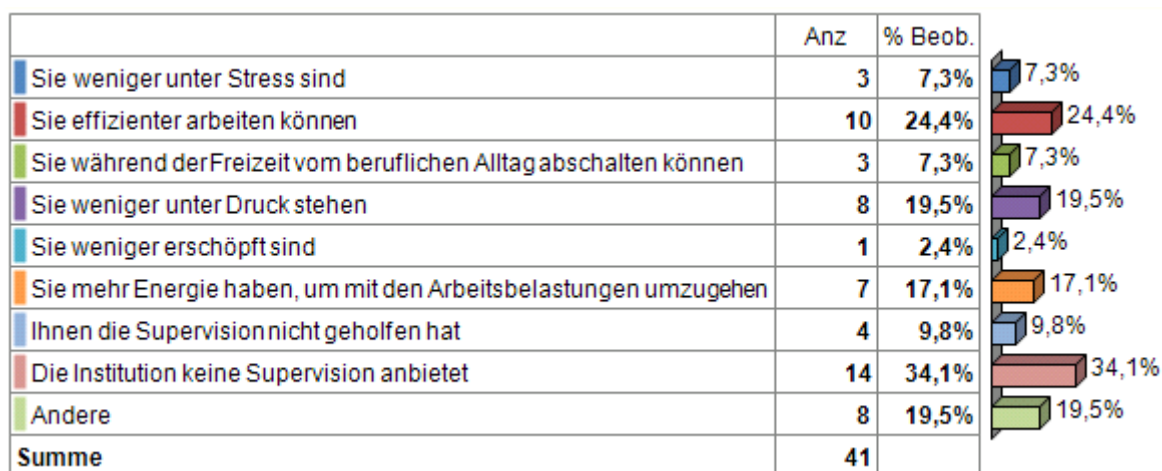 Anz % Beob.
Sie weniger unter Stress sind 3 7,3% 7,3%
Sie effizienter arbeiten können 10 24,4% 24,4%
Sie während der Freizeit vom beruflichen Alltag abschalten können 3 7,3% 7,3%
Sie weniger unter Druck stehen 8 19,5% 19,5%
Sie weniger erschöpft sind 1 2,4% 2,4%
Sie mehr Energie haben, um mit den Arbeitsbelastungen umzugehen 7 17,1% 17,1%
Ihnen die Supervision nicht geholfen hat 4 9,8% 9,8%
Die Institution keine Supervision anbietet 14 34,1% 34,1%
Andere 8 19,5% 19,5%
Summe 41